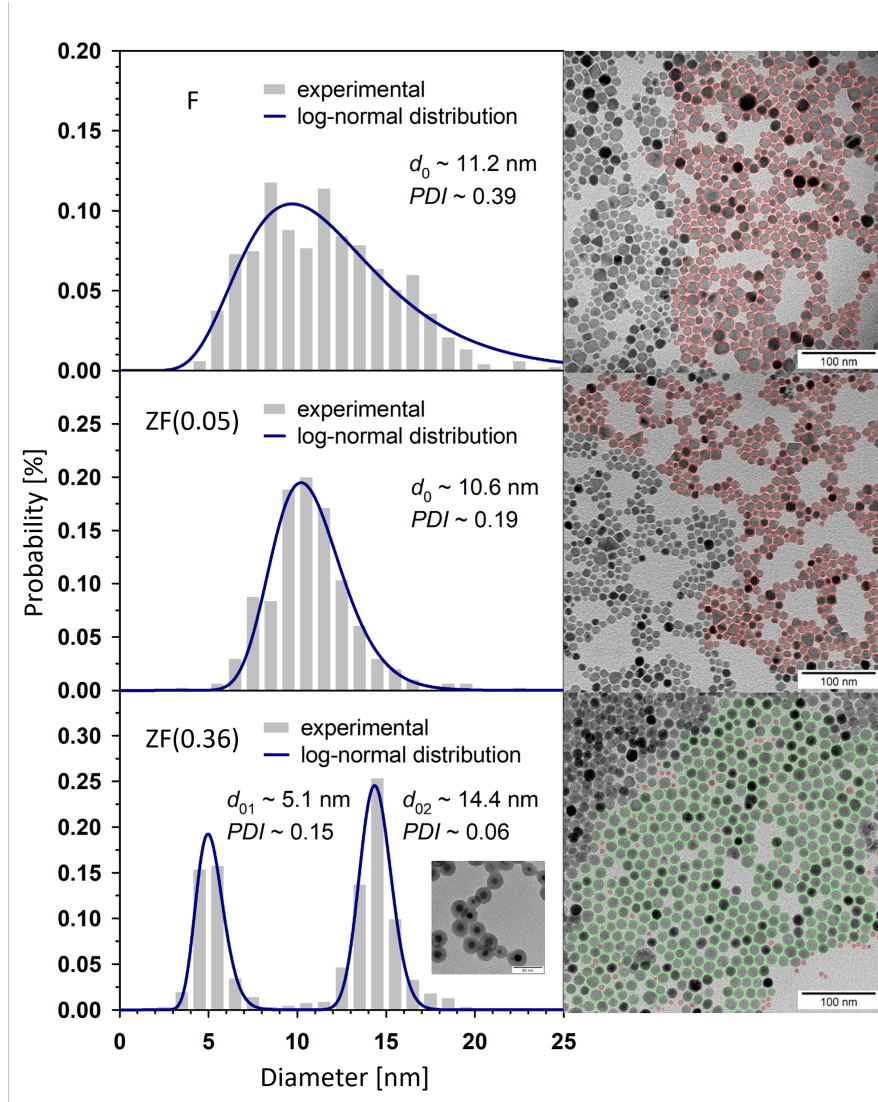 Probability [%]
0.20
0.15
0.10
0.05
0.00
F
experimental
log-normal distribution
d0 ~ 11.2 nm
PDI ~ 0.39
100 nm
0.25
0.20
0.15
0.10
0.05
0.00
ZF(0.05)
experimental
log-normal distribution
d0 ~ 10.6 nm
PDI ~ 0.19
100 nm
0.30
0.25
0.20
0.15
0.10
0.05
0.00
ZF(0.36)
experimental
log-normal distribution
d01 ~ 5.1 nm
PDI ~ 0.15
d02 ~ 14.4 nm
PDI ~ 0.06
100 nm
0 5 10 15 20 25
Diameter [nm]